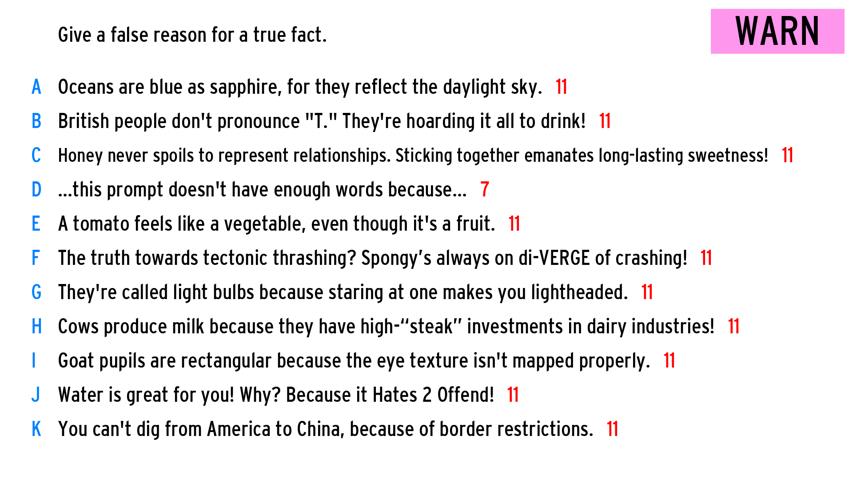 Give a false reason for a true fact.
WARN
A Oceans are blue as sapphire, for they reflect the daylight sky. 11
B British people don't pronounce "T." They're hoarding it all to drink! 11
C Honey never spoils to represent relationships. Sticking together emanates long-lasting sweetness! 11
D ...this prompt doesn't have enough words because... 7
E A tomato feels like a vegetable, even though it's a fruit. 11
F The truth towards tectonic thrashing? Spongy’s always on di-VERGE of crashing! 11
G They're called light bulbs because staring at one makes you lightheaded. 11
H Cows produce milk because they have high-“steak” investments in dairy industries! 11
I Goat pupils are rectangular because the eye texture isn't mapped properly. 11
J Water is great for you! Why? Because it Hates 2 Offend! 11
K You can't dig from America to China, because of border restrictions. 11